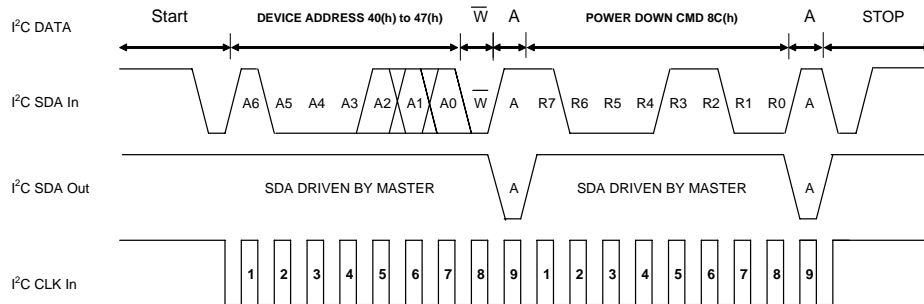 Start DEVICE ADDRESS 40(h) to 47(h) W A POWER DOWN CMD 8C(h) A STOP
I²C DATA
I²C SDA In A6 A5 A4 A3 A2 A1 A0 W A R7 R6 R5 R4 R3 R2 R1 R0 A
I²C SDA Out SDA DRIVEN BY MASTER A SDA DRIVEN BY MASTER A
I²C CLK In 1 2 3 4 5 6 7 8 9 1 2 3 4 5 6 7 8 9